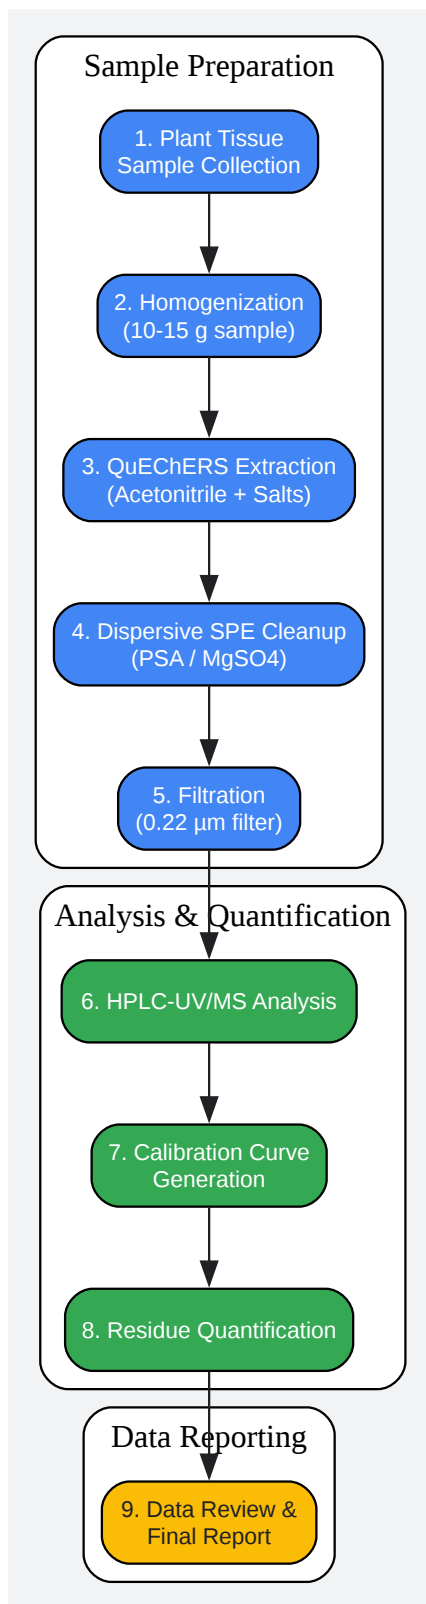 Sample Preparation
1. Plant Tissue
Sample Collection
2. Homogenization
(10-15 g sample)
3. QuEChERS Extraction
(Acetonitrile + Salts)
4. Dispersive SPE Cleanup
(PSA / MgSO4)
5. Filtration
(0.22 µm filter)
Analysis & Quantification
6. HPLC-UV/MS Analysis
7. Calibration Curve
Generation
8. Residue Quantification
Data Reporting
9. Data Review &
Final Report